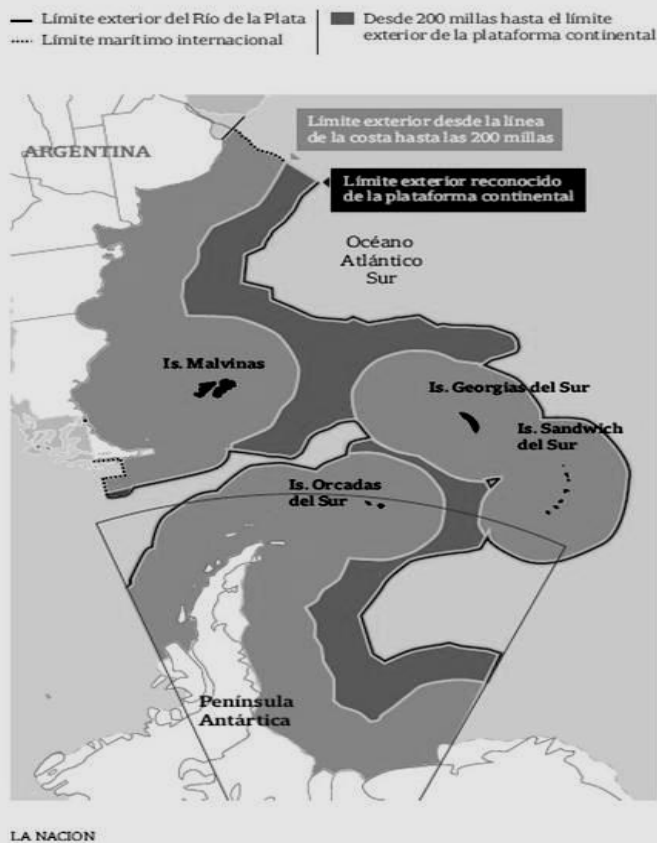 Límite exterior del Río de la Plata
Límite marítimo internacional
Desde 200 millas hasta el límite
exterior de la plataforma continental
Límite exterior desde la línea
de la costa hasta las 200 millas
ARGENTINA
Límite exterior reconocido
de la plataforma continental
Océano
Atlántico
Sur
Is. Malvinas
Is. Georgias del Sur
Is. Sandwich
del Sur
Is. Orcadas
del Sur
Península
Antártica
LA NACION